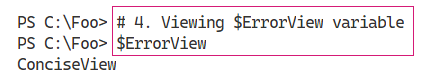 PS C:\Foo> # 4. Viewing $ErrorView variable
PS C:\Foo> $ErrorView
ConciseView